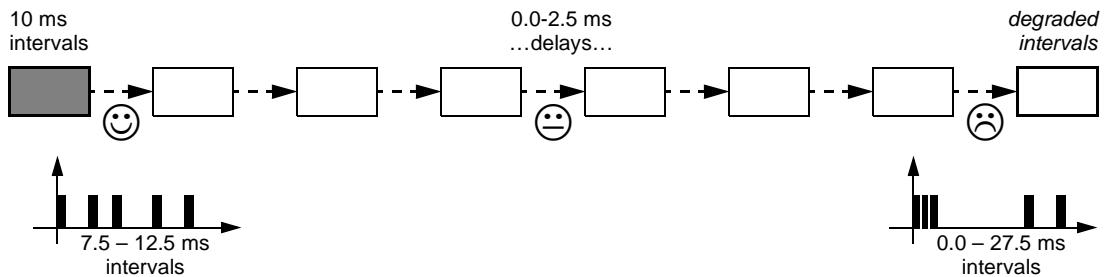 10 ms
intervals
0.0-2.5 ms
…delays…
degraded
intervals
7.5 – 12.5 ms
intervals
0.0 – 27.5 ms
intervals